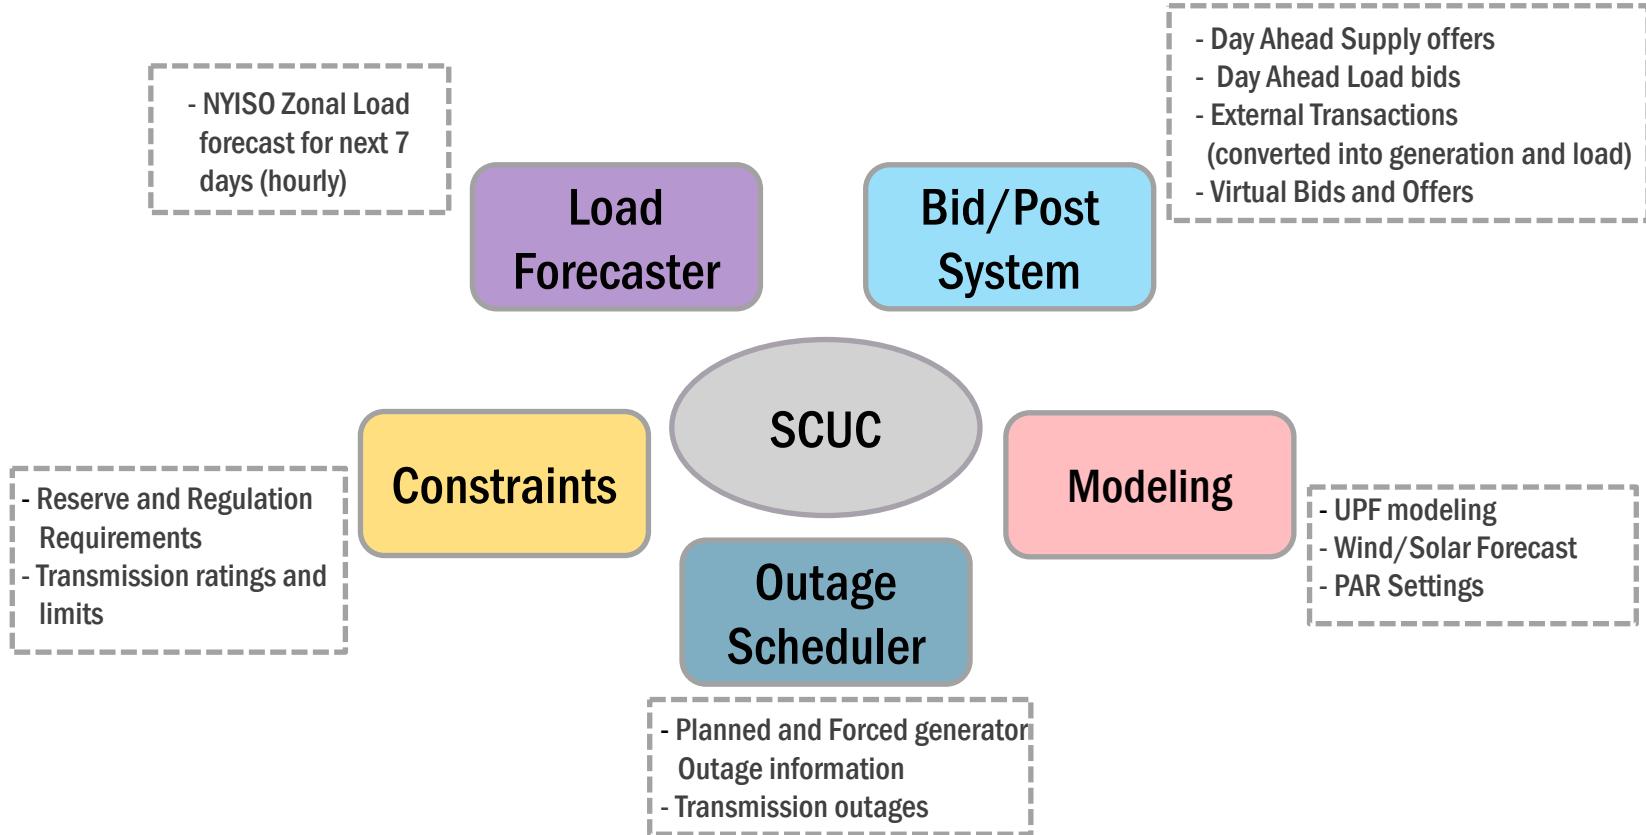 - NYISO Zonal Load
forecast for next 7
days (hourly)
Load
Forecaster
Bid/Post
System
- Day Ahead Supply offers
- Day Ahead Load bids
- External Transactions
(converted into generation and load)
- Virtual Bids and Offers
SCUC
Constraints
- Reserve and Regulation
Requirements
- Transmission ratings and
limits
Modeling
- UPF modeling
- Wind/Solar Forecast
- PAR Settings
Outage
Scheduler
- Planned and Forced generator
Outage information
- Transmission outages